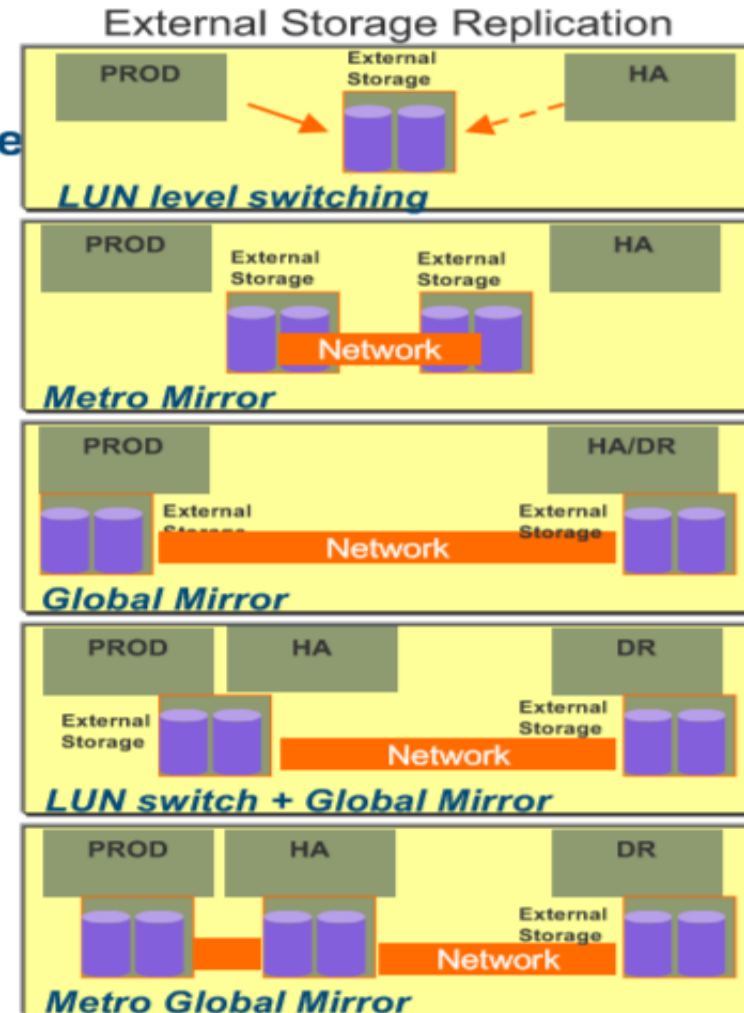 External Storage Replication
PROD
External
Storage
HA
e
LUN level switching
PROD
External
Storage
External
Storage
HA
Network
Metro Mirror
PROD
HA/DR
External
Storage
External
Storage
Network
Global Mirror
PROD
HA
DR
External
Storage
External
Storage
Network
LUN switch + Global Mirror
PROD
HA
DR
External
Storage
Network
Metro Global Mirror